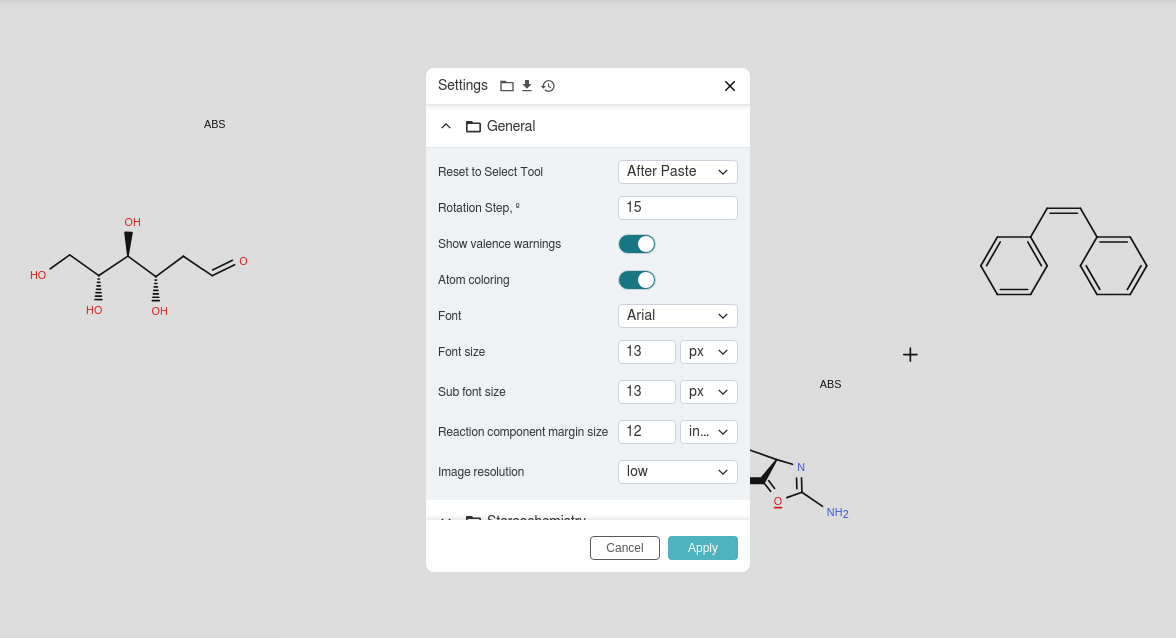 Settings
General
Reset to Select Tool After Paste
Rotation Step, º 15
Show valence warnings
Atom coloring
Font Arial
Font size 13 px
Sub font size 13 px
Reaction component margin size 12 in...
Image resolution low
Stereochemistry
Cancel Apply
ABS
OH
HO
O
HO
OH
ABS
N
O
NH2